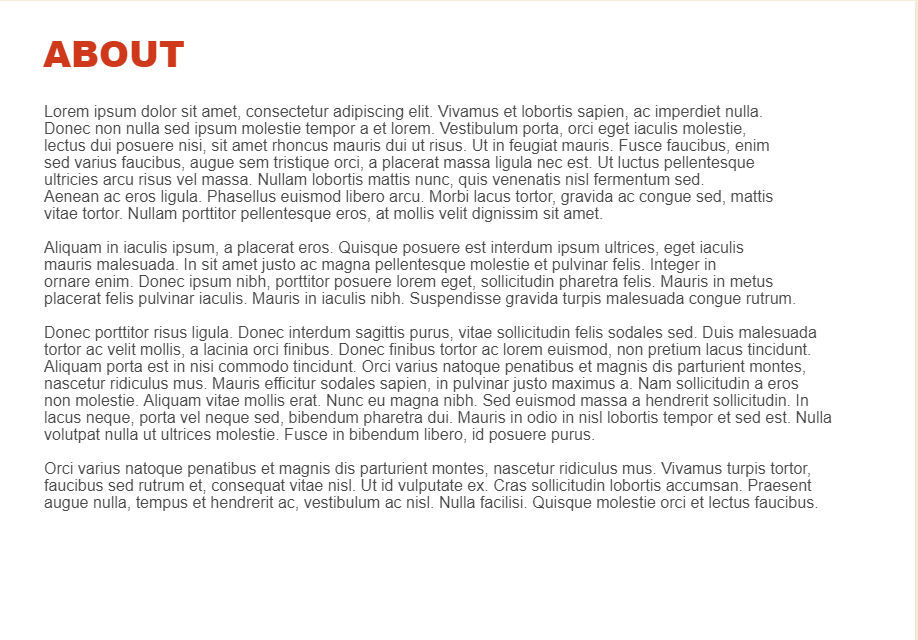 ABOUT
Lorem ipsum dolor sit amet, consectetur adipiscing elit. Vivamus et lobortis sapien, ac imperdiet nulla.
Donec non nulla sed ipsum molestie tempor a et lorem. Vestibulum porta, orci eget iaculis molestie,
lectus dui posuere nisi, sit amet rhoncus mauris dui ut risus. Ut in feugiat mauris. Fusce faucibus, enim
sed varius faucibus, augue sem tristique orci, a placerat massa ligula nec est. Ut luctus pellentesque
ultricies arcu risus vel massa. Nullam lobortis mattis nunc, quis venenatis nisl fermentum sed.
Aenean ac eros ligula. Phasellus euismod libero arcu. Morbi lacus tortor, gravida ac congue sed, mattis
vitae tortor. Nullam porttitor pellentesque eros, at mollis velit dignissim sit amet.
Aliquam in iaculis ipsum, a placerat eros. Quisque posuere est interdum ipsum ultrices, eget iaculis
mauris malesuada. In sit amet justo ac magna pellentesque molestie et pulvinar felis. Integer in
ornare enim. Donec ipsum nibh, porttitor posuere lorem eget, sollicitudin pharetra felis. Mauris in metus
placerat felis pulvinar iaculis. Mauris in iaculis nibh. Suspendisse gravida turpis malesuada congue rutrum.
Donec porttitor risus ligula. Donec interdum sagittis purus, vitae sollicitudin felis sodales sed. Duis malesuada
tortor ac velit mollis, a lacinia orci finibus. Donec finibus tortor ac lorem euismod, non pretium lacus tincidunt.
Aliquam porta est in nisi commodo tincidunt. Orci varius natoque penatibus et magnis dis parturient montes,
nascetur ridiculus mus. Mauris efficitur sodales sapien, in pulvinar justo maximus a. Nam sollicitudin a eros
non molestie. Aliquam vitae mollis erat. Nunc eu magna nibh. Sed euismod massa a hendrerit sollicitudin. In
lacus neque, porta vel neque sed, bibendum pharetra dui. Mauris in odio in nisl lobortis tempor et sed est. Nulla
volutpat nulla ut ultrices molestie. Fusce in bibendum libero, id posuere purus.
Orci varius natoque penatibus et magnis dis parturient montes, nascetur ridiculus mus. Vivamus turpis tortor,
faucibus sed rutrum et, consequat vitae nisl. Ut id vulputate ex. Cras sollicitudin lobortis accumsan. Praesent
augue nulla, tempus et hendrerit ac, vestibulum ac nisl. Nulla facilisi. Quisque molestie orci et lectus faucibus.